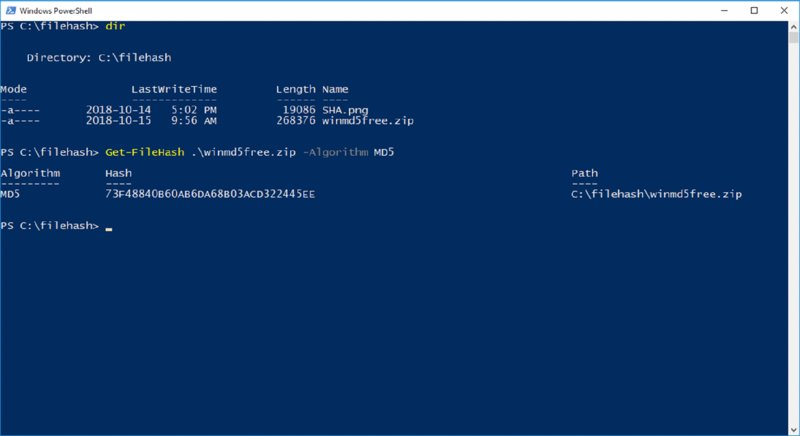 Windows PowerShell
PS C:\filehash> dir
Directory: C:\filehash
Mode LastWriteTime Length Name
---- ------------- ------ ----
-a---- 2018-10-14 5:02 PM 19086 SHA.png
-a---- 2018-10-15 9:56 AM 268376 winmd5free.zip
PS C:\filehash> Get-FileHash .\winmd5free.zip -Algorithm MD5
Algorithm Hash Path
--------- ---- ----
MD5 73F48840B60AB6DA68B03ACD322445EE C:\filehash\winmd5free.zip
PS C:\filehash> _